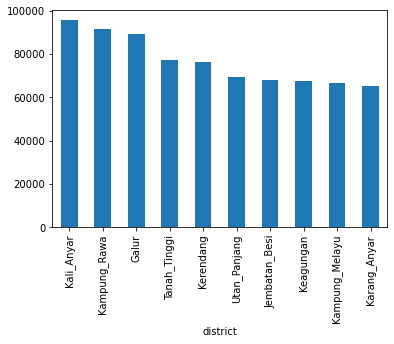 100000
80000
60000
40000
20000
0
Kali_Anyar
Kampung_Rawa
Galur
Tanah_Tinggi
Kerendang
Utan_Panjang
Jembatan_Besi
Keagungan
Kampung_Melayu
Karang_Anyar
district